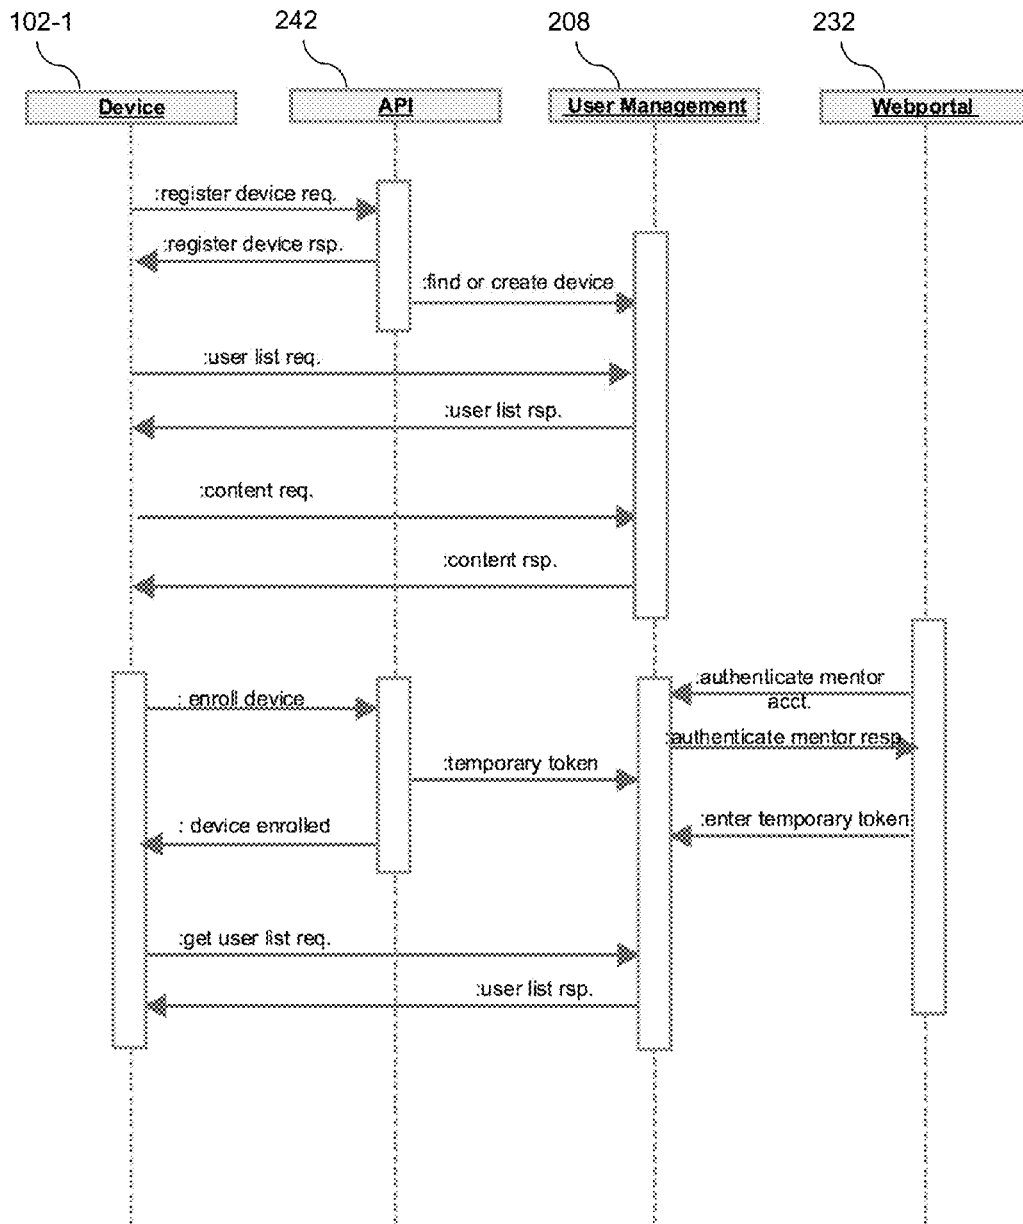 102-1
242
208
232
Device
API
User Management
Webportal
:register device req.
:register device rsp.
:find or create device
:user list req.
:user list rsp.
:content req.
:content rsp.
:authenticate mentor
acct.
: enroll device
:authenticate mentor resp
:temporary token
:enter temporary token
: device enrolled
:get user list req.
:user list rsp.